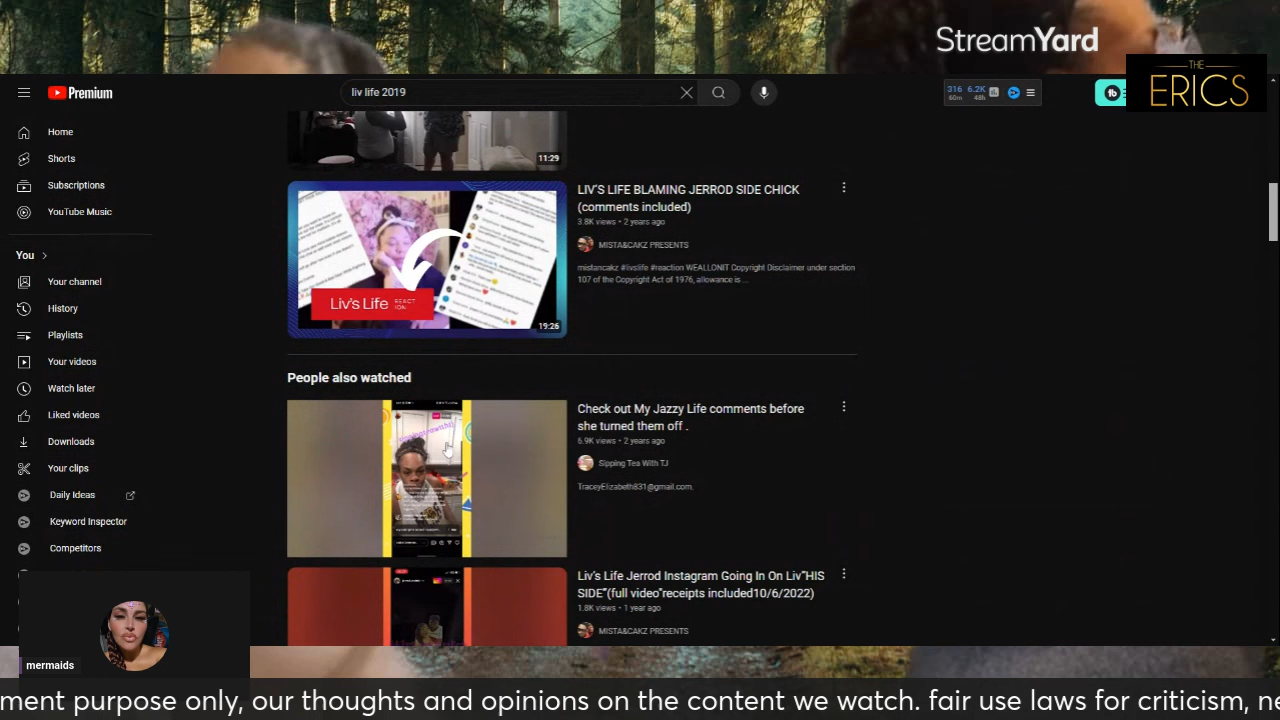 StreamYard
THE
ERICS
Premium
liv life 2019
316 6.2K
60m 48h
Home
Shorts
Subscriptions
YouTube Music
You
Your channel
History
Playlists
Your videos
Watch later
Liked videos
Downloads
Your clips
Daily Ideas
Keyword Inspector
Competitors
11:29
LIV'S LIFE BLAMING JERROD SIDE CHICK
(comments included)
3.8K views • 2 years ago
MISTA&CAKZ PRESENTS
mistancakz #livslife #reaction WEALLONIT Copyright Disclaimer under section
107 of the Copyright Act of 1976, allowance is ...
Liv's Life REACT
ION
19:26
People also watched
Check out My Jazzy Life comments before
she turned them off .
6.9K views • 2 years ago
Sipping Tea With TJ
TraceyElizabeth831@gmail.com.
Liv's Life Jerrod Instagram Going In On Liv"HIS
SIDE"(full video"receipts included10/6/2022)
1.8K views • 1 year ago
MISTA&CAKZ PRESENTS
mermaids
ment purpose only, our thoughts and opinions on the content we watch. fair use laws for criticism, ne